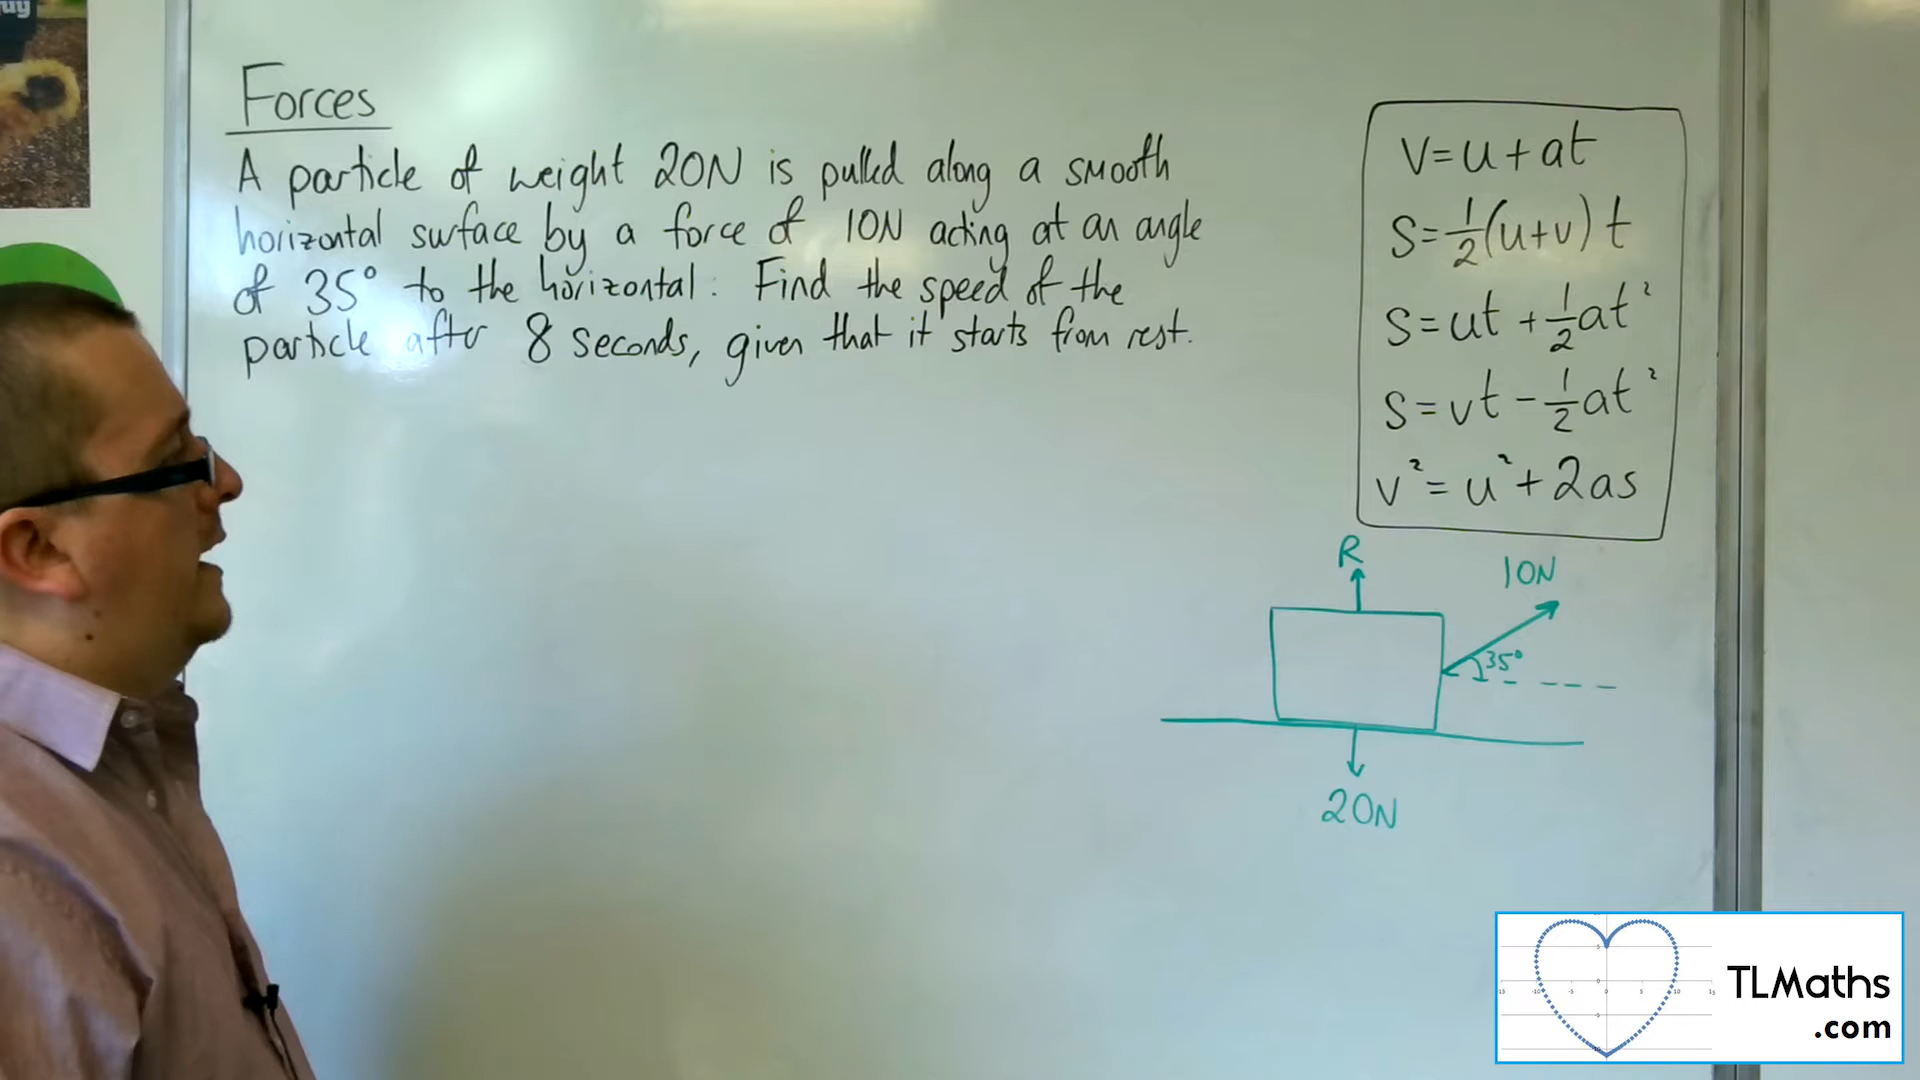 Forces
A particle of weight 20N is pulled along a smooth
horizontal surface by a force of 10N acting at an angle
of 35° to the horizontal. Find the speed of the
particle after 8 seconds, given that it starts from rest.
v=u+at
s=½(u+v)t
s=ut+½at²
s=vt-½at²
v²=u²+2as
R
10N
35°
20N
TLMaths
.com